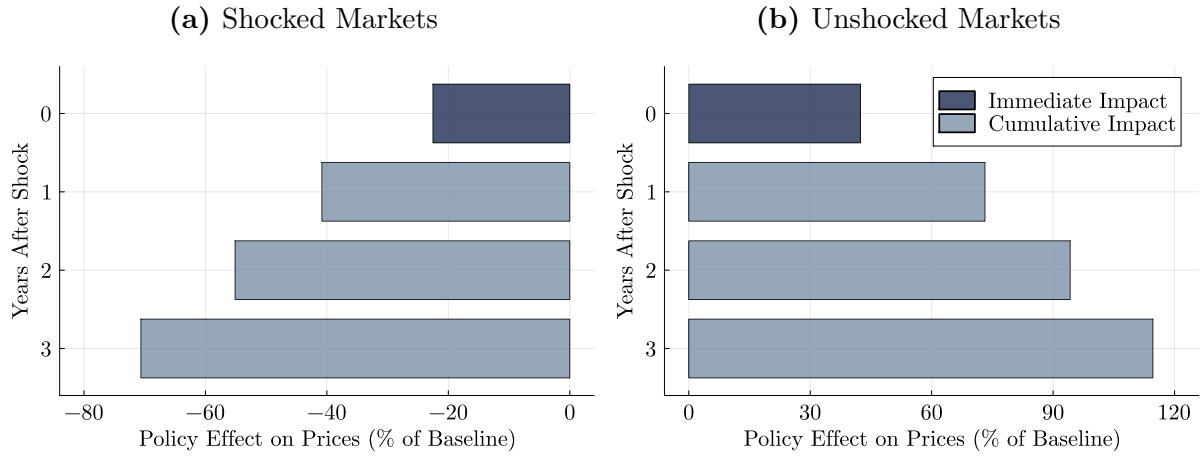 (a) Shocked Markets
Years After Shock
0
1
2
3
−80 −60 −40 −20 0
Policy Effect on Prices (% of Baseline)
(b) Unshocked Markets
Immediate Impact
Cumulative Impact
Years After Shock
0
1
2
3
0 30 60 90 120
Policy Effect on Prices (% of Baseline)